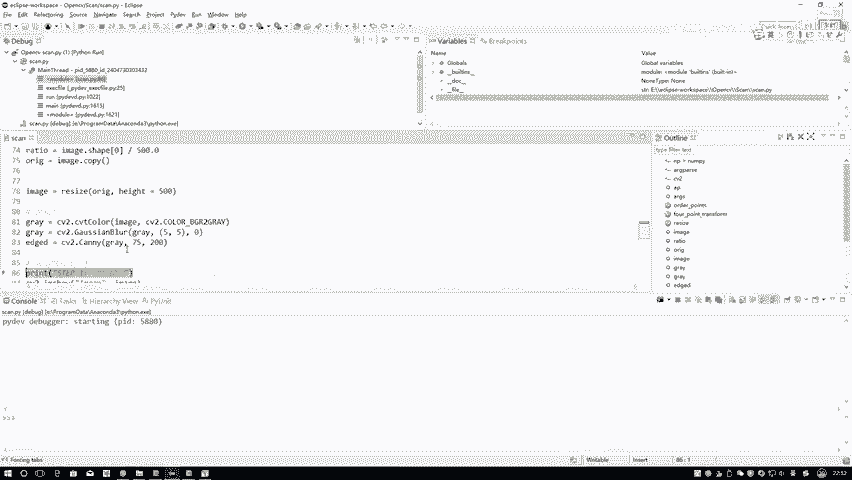 eclipse-workspace - Opencv/Scan/scan.py - Eclipse
File Edit Refactoring Source Navigate Search Project Pydev Run Window Help
Debug
Opencv scan.py (1) [Python Run]
scan.py
MainThread - pid_5880_id_2404730303432
execfile [_pydev_execfile.py:25]
run [pydevd.py:1022]
main [pydevd.py:1615]
<module> [pydevd.py:1621]
scan.py (debug) [e:\ProgramData\Anaconda3\python.exe]
Variables Breakpoints
Name Value
Globals Global variables
__builtins__ module: <module 'builtins' (built-in)>
__doc__ NoneType: None
__file__ str: E:\\eclipse-workspace\\Opencv\\Scan\\scan.py
scan
74 ratio = image.shape[0] / 500.0
75 orig = image.copy()
76
77
78 image = resize(orig, height = 500)
79
80
81 gray = cv2.cvtColor(image, cv2.COLOR_BGR2GRAY)
82 gray = cv2.GaussianBlur(gray, (5, 5), 0)
83 edged = cv2.Canny(gray, 75, 200)
84
85
86 print("STEP 1:
Outline
type filter text
np = numpy
argparse
cv2
ap
args
order_points
four_point_transform
resize
image
ratio
orig
image
gray
gray
edged
Console Tasks Hierarchy View PyUnit
scan.py [debug] [e:\ProgramData\Anaconda3\python.exe]
pydev debugger: starting (pid: 5880)
>>>
Forcing tabs Writable Insert 86 : 1
22:52